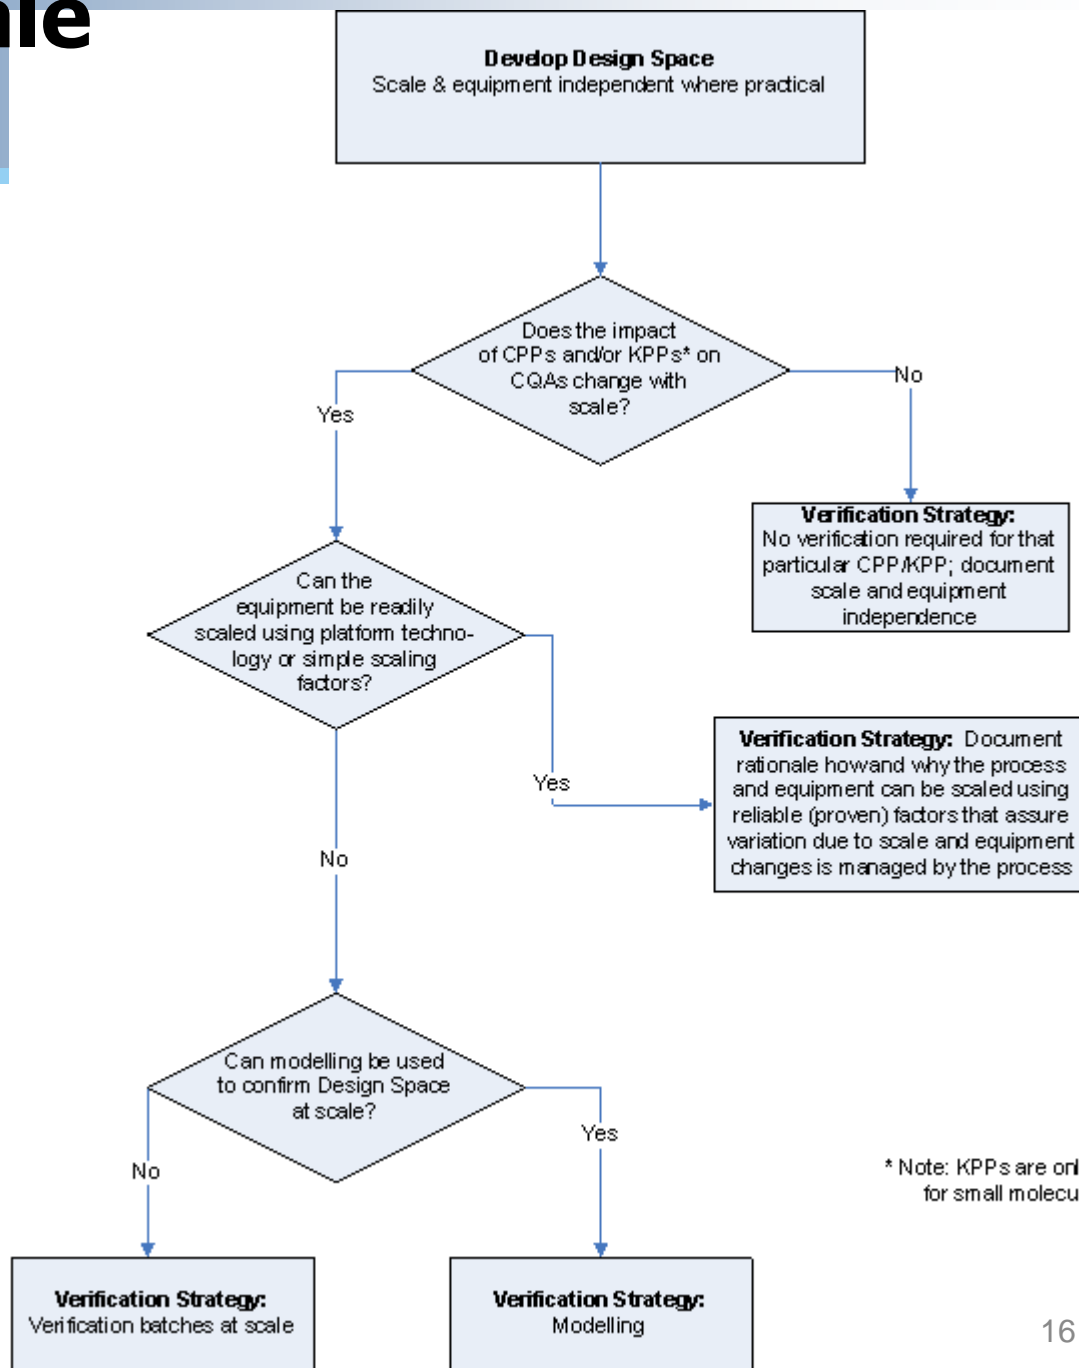 Develop Design Space
Scale & equipment independent where practical
Does the impact
of CPPs and/or KPPs* on
CQAs change with
scale?
No
Yes
Verification Strategy:
No verification required for that
particular CPP/KPP; document
scale and equipment
independence
Can the
equipment be readily
scaled using platform techno-
logy or simple scaling
factors?
Verification Strategy: Document
rationale howand why the process
and equipment can be scaled using
reliable (proven) factors that assure
variation due to scale and equipment
changes is managed by the process
Yes
No
Can modelling be used
to confirm Design Space
at scale?
Yes
No
* Note: KPPs are
for small
Verification Strategy:
Verification batches at scale
Verification Strategy:
Modelling
16